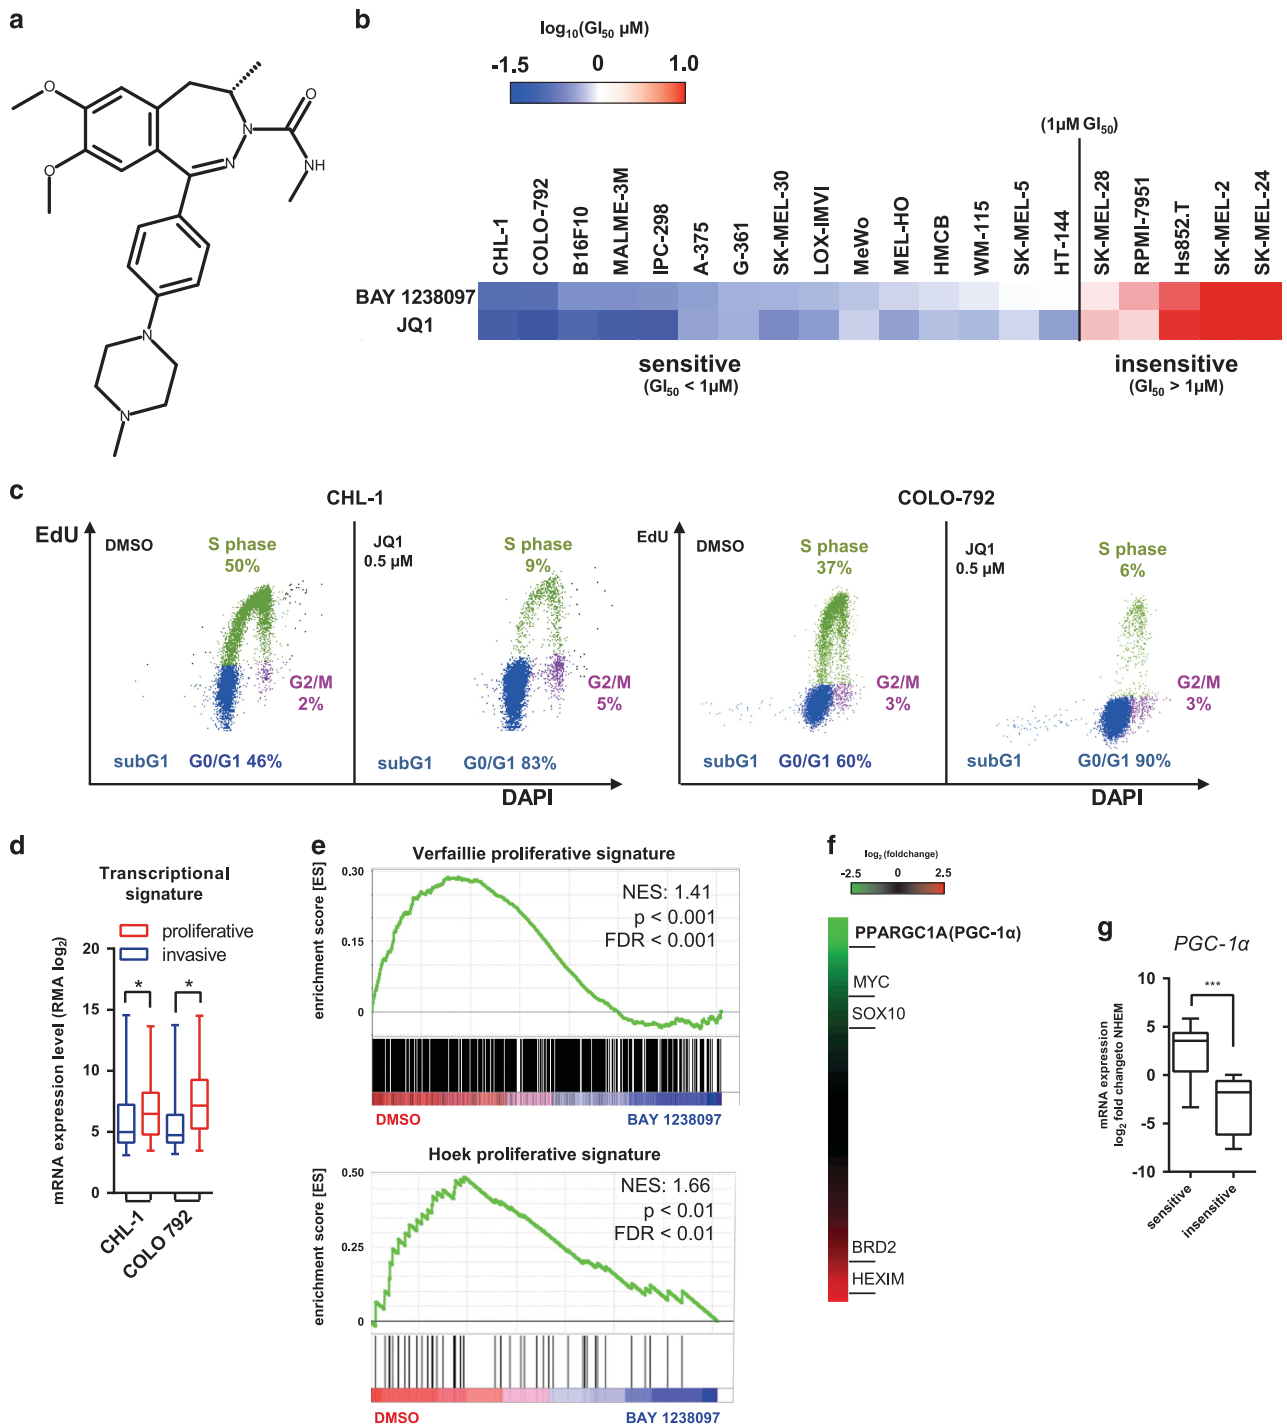 a
O
O
N
N
O
NH
N
N
b
log10(GI50 µM)
-1.5 0 1.0
(1µM GI50)
CHL-1
COLO-792
B16F10
MALME-3M
IPC-298
A-375
G-361
SK-MEL-30
LOX-IMVI
MeWo
MEL-HO
HMCB
WM-115
SK-MEL-5
HT-144
SK-MEL-28
RPMI-7951
Hs852.T
SK-MEL-2
SK-MEL-24
BAY 1238097
JQ1
sensitive
(GI50 < 1µM)
insensitive
(GI50 > 1µM)
c
CHL-1
EdU
DMSO
S phase
50%
G2/M
2%
subG1 G0/G1 46%
JQ1
0.5 µM
S phase
9%
G2/M
5%
subG1 G0/G1 83%
DAPI
COLO-792
EdU
DMSO
S phase
37%
G2/M
3%
subG1 G0/G1 60%
JQ1
0.5 µM
S phase
6%
G2/M
3%
subG1 G0/G1 90%
DAPI
d
Transcriptional
signature
proliferative
invasive
mRNA expression level (RMA log2)
20
15
10
5
0
* *
CHL-1
COLO 792
e
Verfaillie proliferative signature
enrichment score [ES]
0.30
0.15
0
NES: 1.41
p < 0.001
FDR < 0.001
DMSO BAY 1238097
Hoek proliferative signature
enrichment score [ES]
0.50
0.25
0
NES: 1.66
p < 0.01
FDR < 0.01
DMSO BAY 1238097
f
log2 (foldchange)
-2.5 0 2.5
PPARGC1A(PGC-1α)
MYC
SOX10
BRD2
HEXIM
g
PGC-1α
mRNA expression
log2 fold changeto NHEM
10
5
0
-5
-10
***
sensitive
insensitive